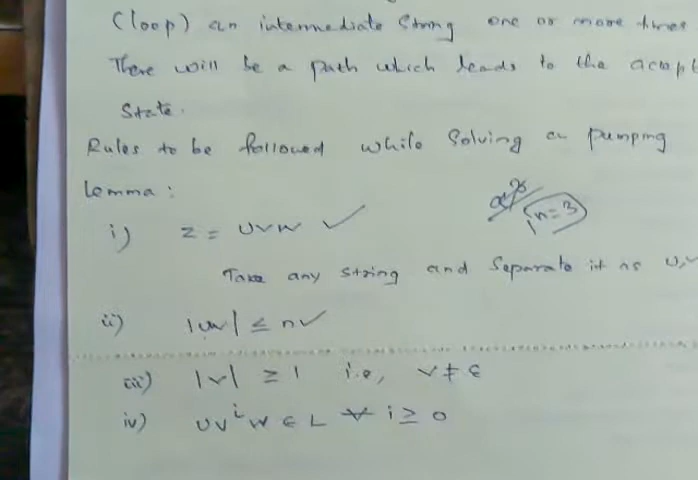 (loop) an intermediate string one or more times
There will be a path which leads to the accept
state.
Rules to be followed while solving a pumping
lemma:
i) z = uvw ✓
n=3
Take any string and separate it as u,v
ii) |uv| ≤ n ✓
iii) |v| ≥ 1 i.e, v ≠ ε
iv) uvⁱw ∈ L ∀ i ≥ 0